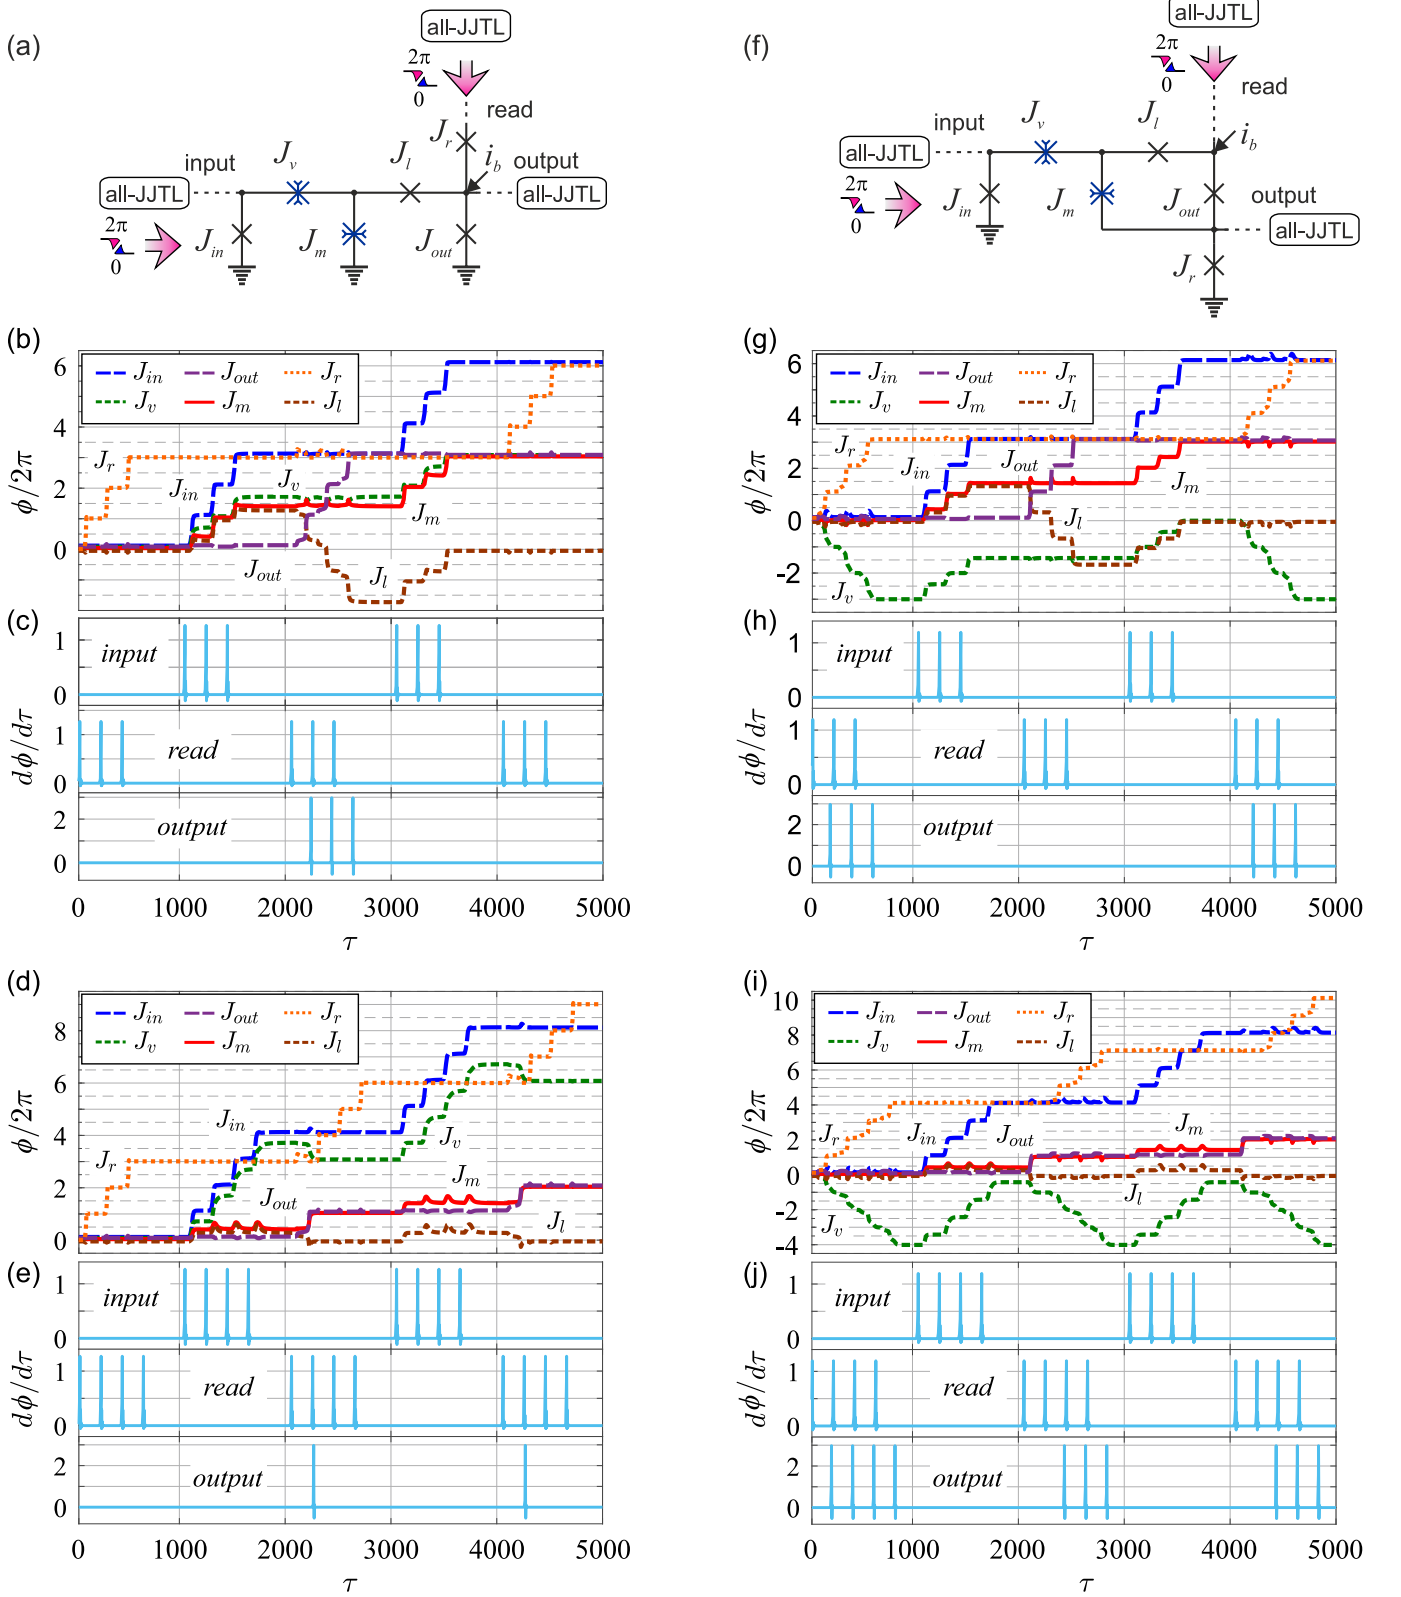 (a)
all-JJTL
2π
0
read
J_r
i_b
input
J_v
J_l
output
all-JJTL
all-JJTL
2π
0
J_in
J_m
J_out
(f)
all-JJTL
2π
0
read
J_v
J_l
input
i_b
all-JJTL
2π
0
J_in
J_m
J_out
output
all-JJTL
J_r
(b)
J_in J_out J_r
J_v J_m J_l
6
4
2
0
ϕ/2π
J_r
J_in
J_v
J_m
J_out
J_l
(c)
1
0
input
1
0
read
2
0
output
dϕ/dτ
0 1000 2000 3000 4000 5000
τ
(g)
J_in J_out J_r
J_v J_m J_l
6
4
2
0
-2
ϕ/2π
J_r
J_in
J_out
J_m
J_l
J_v
(h)
1
0
input
1
0
read
2
0
output
dϕ/dτ
0 1000 2000 3000 4000 5000
τ
(d)
J_in J_out J_r
J_v J_m J_l
8
6
4
2
0
ϕ/2π
J_in
J_r
J_v
J_out
J_m
J_l
(e)
1
0
input
1
0
read
2
0
output
dϕ/dτ
0 1000 2000 3000 4000 5000
τ
(i)
J_in J_out J_r
J_v J_m J_l
10
8
6
4
2
0
-2
-4
ϕ/2π
J_r
J_in
J_out
J_m
J_v
J_l
(j)
1
0
input
1
0
read
2
0
output
dϕ/dτ
0 1000 2000 3000 4000 5000
τ